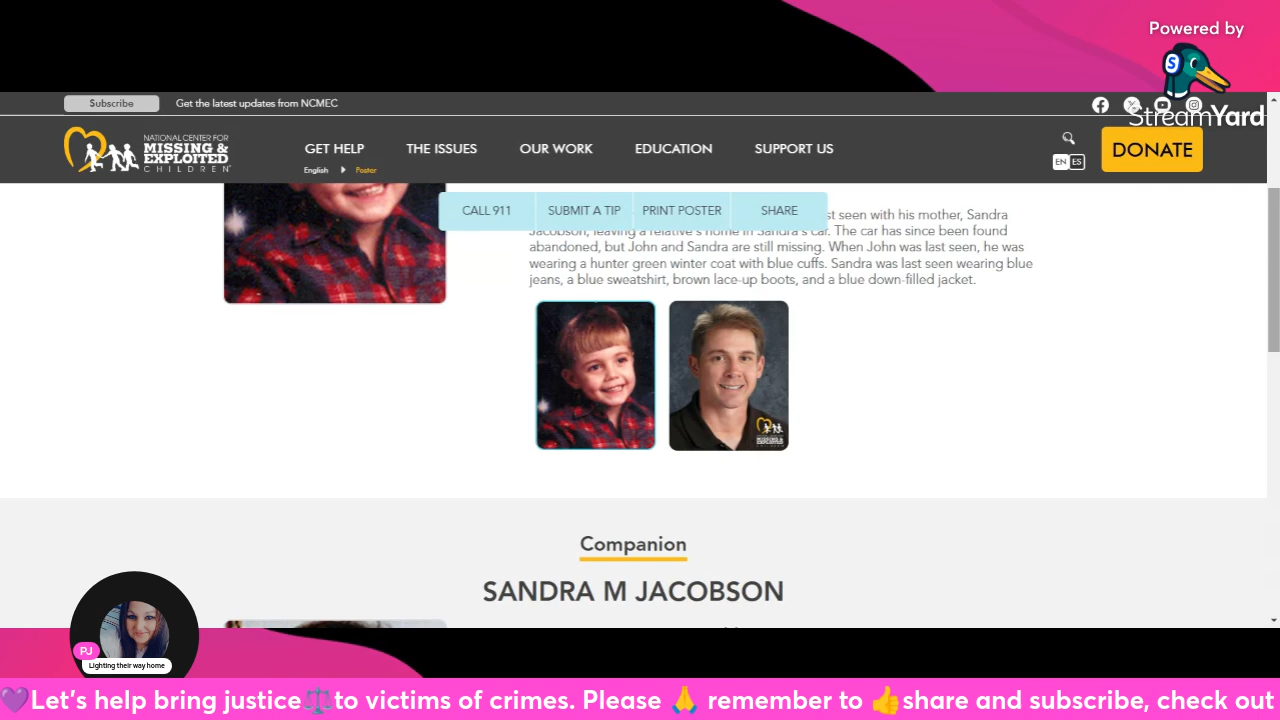 Powered by
StreamYard
Subscribe
Get the latest updates from NCMEC
NATIONAL CENTER FOR
MISSING &
EXPLOITED
CHILDREN
GET HELP
THE ISSUES
OUR WORK
EDUCATION
SUPPORT US
EN ES
DONATE
English
Poster
CALL 911
SUBMIT A TIP
PRINT POSTER
SHARE
st seen with his mother, Sandra
Jacobson, leaving a relative's home in Sandra's car. The car has since been found
abandoned, but John and Sandra are still missing. When John was last seen, he was
wearing a hunter green winter coat with blue cuffs. Sandra was last seen wearing blue
jeans, a blue sweatshirt, brown lace-up boots, and a blue down-filled jacket.
Companion
SANDRA M JACOBSON
PJ
Lighting their way home
💜Let's help bring justice⚖️to victims of crimes. Please 🙏 remember to 👍share and subscribe, check out